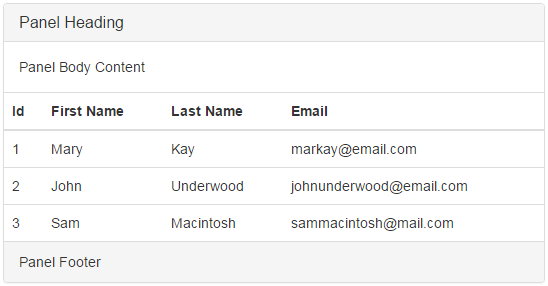 Panel Heading
Panel Body Content
Id First Name Last Name Email
1 Mary Kay markay@email.com
2 John Underwood johnunderwood@email.com
3 Sam Macintosh sammacintosh@mail.com
Panel Footer